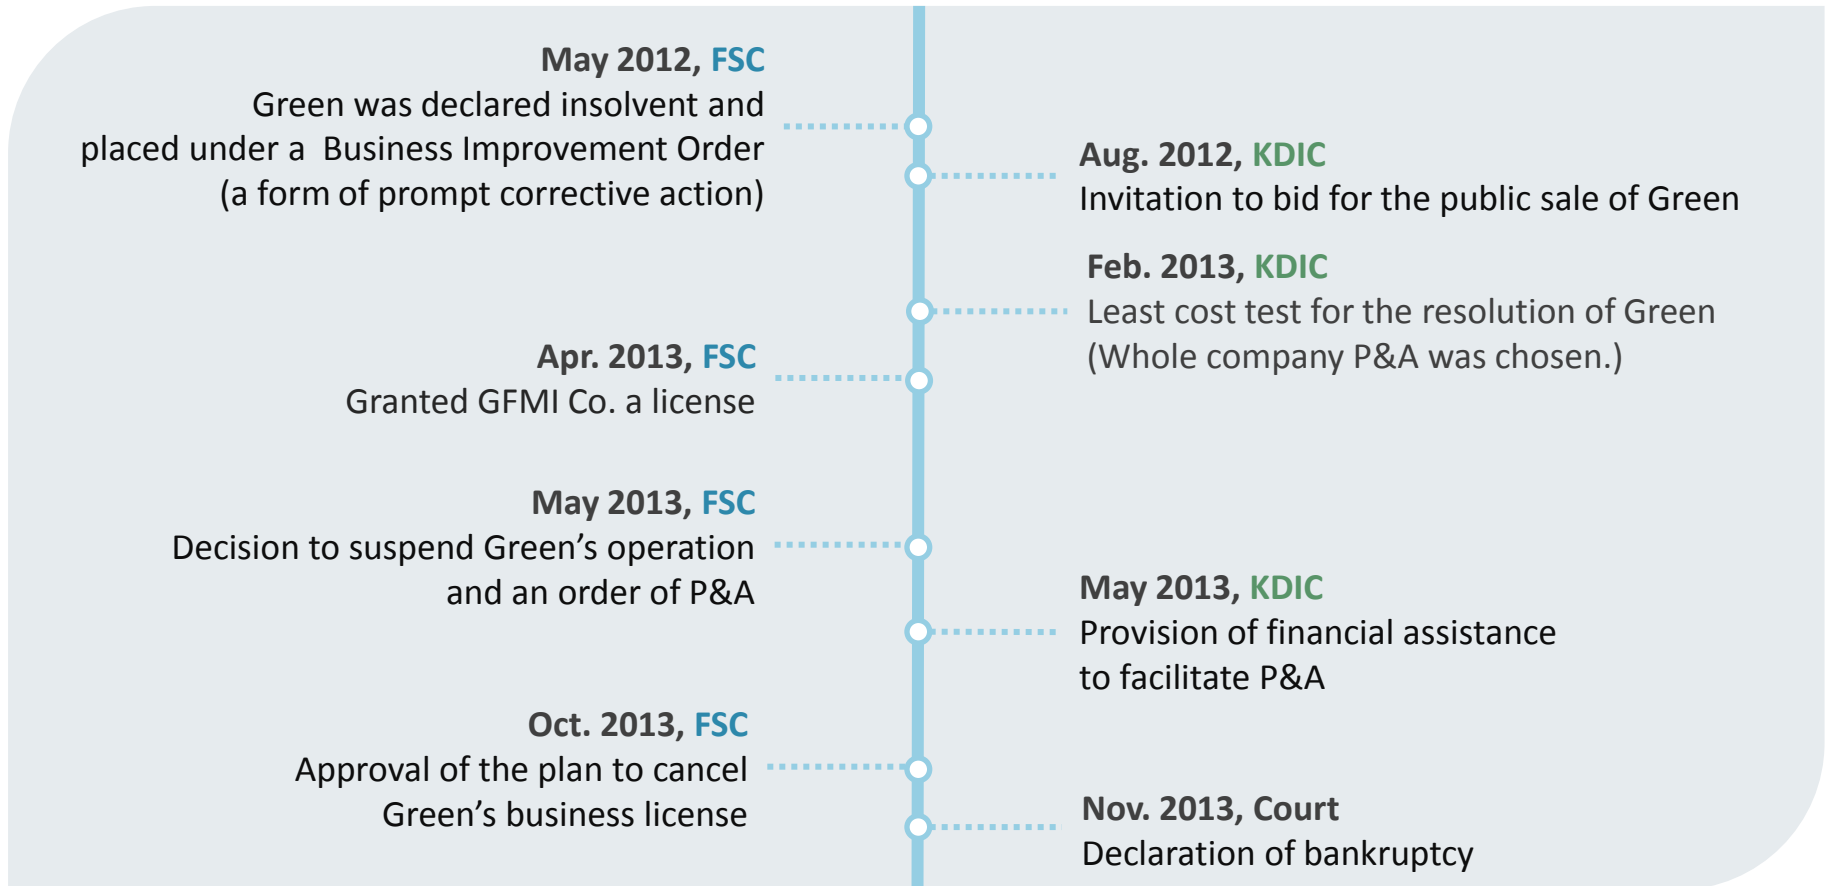 May 2012, FSC
Green was declared insolvent and
placed under a Business Improvement Order
(a form of prompt corrective action)
Aug. 2012, KDIC
Invitation to bid for the public sale of Green
Feb. 2013, KDIC
Least cost test for the resolution of Green
(Whole company P&A was chosen.)
Apr. 2013, FSC
Granted GFMI Co. a license
May 2013, FSC
Decision to suspend Green’s operation
and an order of P&A
May 2013, KDIC
Provision of financial assistance
to facilitate P&A
Oct. 2013, FSC
Approval of the plan to cancel
Green’s business license
Nov. 2013, Court
Declaration of bankruptcy